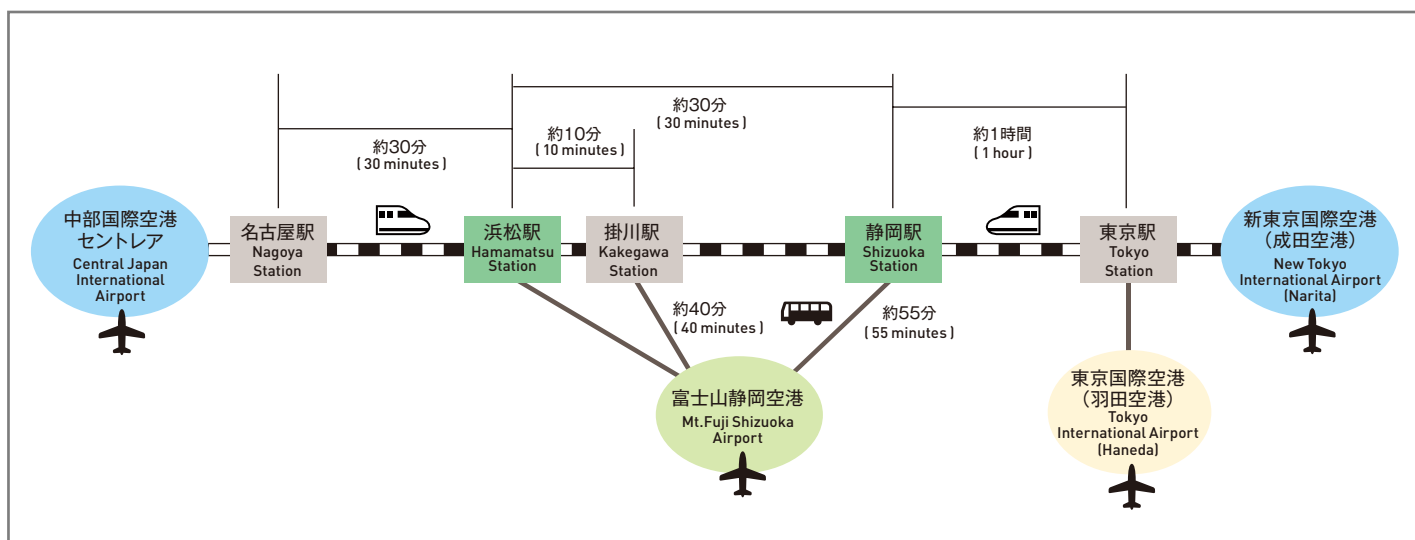 約30分
( 30 minutes )
約10分
( 10 minutes )
約30分
( 30 minutes )
約1時間
( 1 hour )
中部国際空港
セントレア
Central Japan
International
Airport
名古屋駅
Nagoya
Station
浜松駅
Hamamatsu
Station
掛川駅
Kakegawa
Station
静岡駅
Shizuoka
Station
東京駅
Tokyo
Station
新東京国際空港
（成田空港）
New Tokyo
International Airport
(Narita)
約40分
( 40 minutes )
約55分
( 55 minutes )
富士山静岡空港
Mt.Fuji Shizuoka
Airport
東京国際空港
（羽田空港）
Tokyo
International Airport
(Haneda)